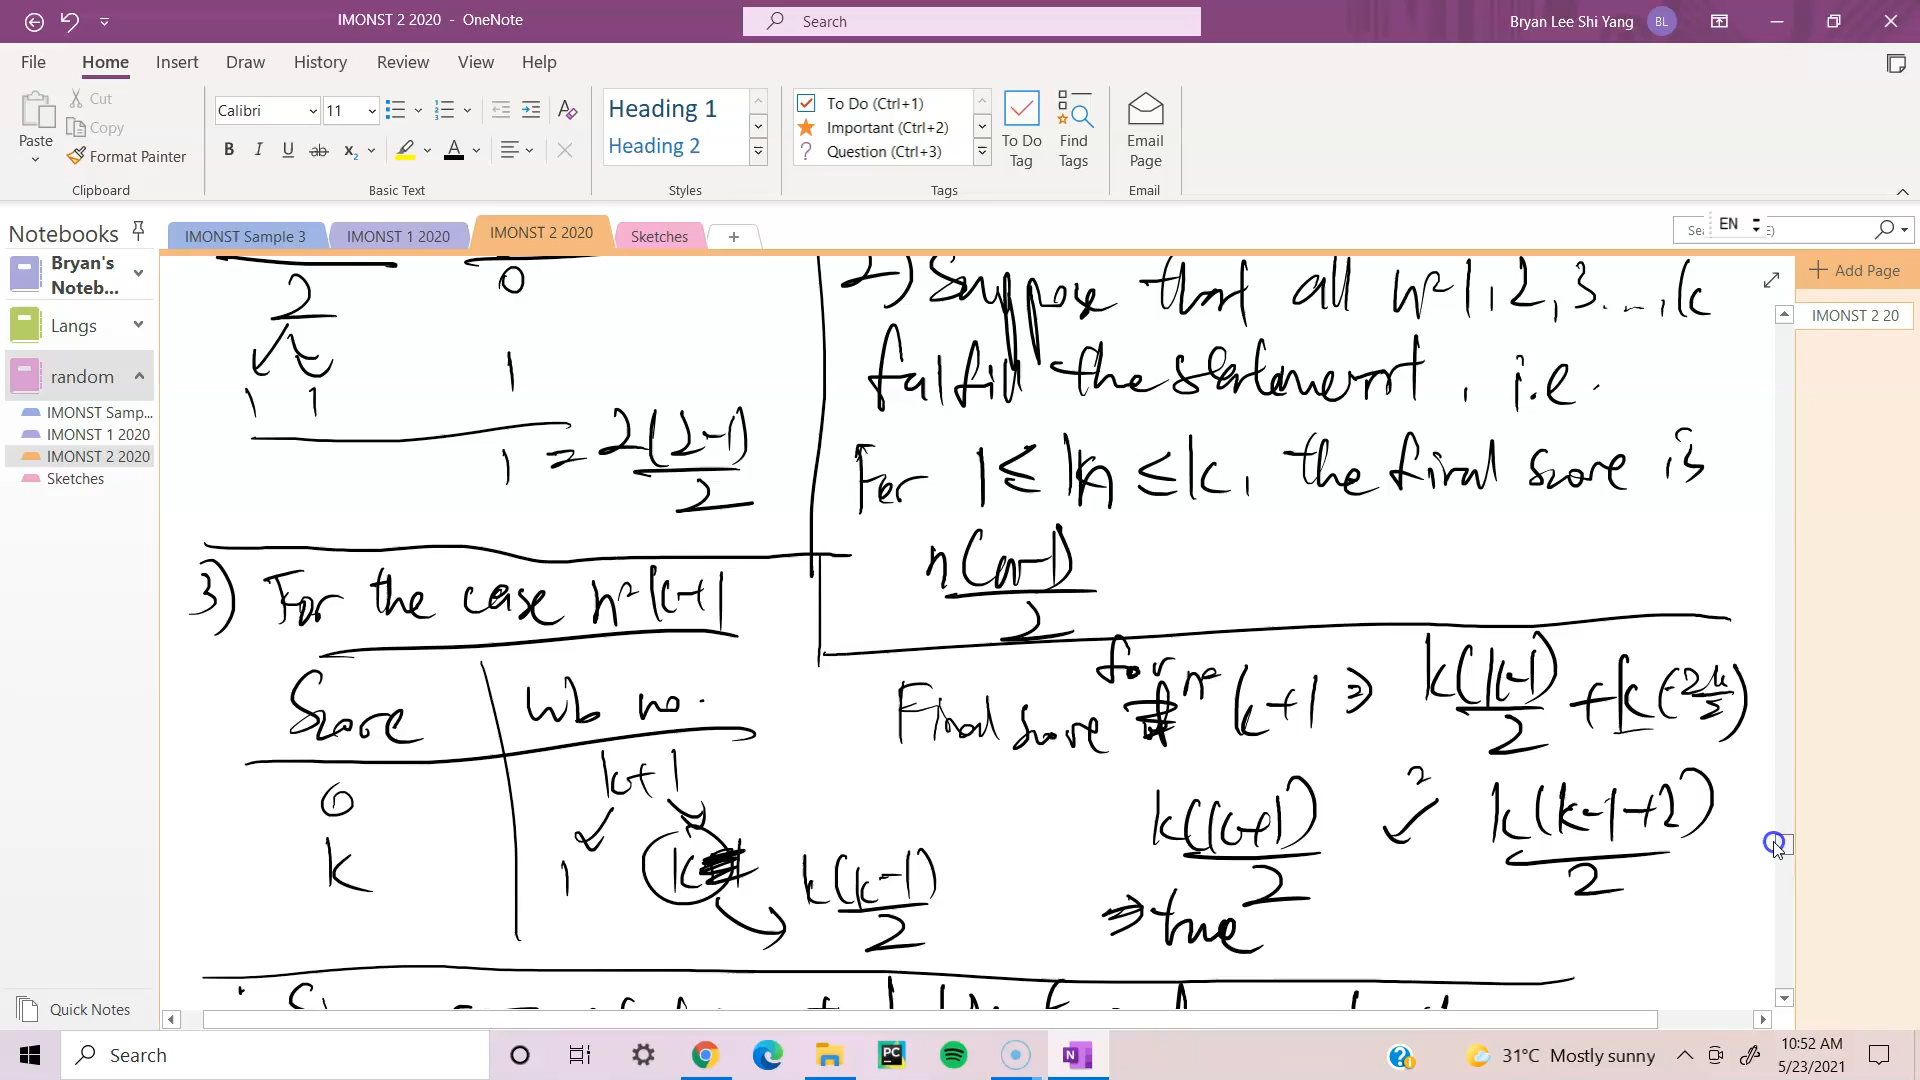 IMONST 2 2020 - OneNote
Search
Bryan Lee Shi Yang
BL
File Home Insert Draw History Review View Help
Paste
Cut
Copy
Format Painter
Clipboard
Calibri 11
B I U ab x₂ A
Basic Text
Heading 1
Heading 2
Styles
To Do (Ctrl+1)
Important (Ctrl+2)
Question (Ctrl+3)
Tags
To Do Tag
Find Tags
Email Page
Email
Notebooks
IMONST Sample 3
IMONST 1 2020
IMONST 2 2020
Sketches
+
Sea
EN
E)
Bryan's Noteb...
Langs
random
IMONST Samp...
IMONST 1 2020
IMONST 2 2020
Sketches
Quick Notes
Add Page
IMONST 2 20
2 0
1 1 1
1 = 2(2-1)/2
2) Suppose that all n=1, 2, 3..., k
fulfill the statement, i.e.
For 1 ≤ n ≤ k, the final score is
n(n-1)/2
3) For the case n=k+1
Score Wb no.
0 k+1
k 1 k
k(k-1)/2
Final score for n=k+1 = k(k-1)/2 + k (=2k/2)
k(k+1)/2 ?= k(k-1+2)/2
⇒ true
Search
31°C Mostly sunny
10:52 AM
5/23/2021